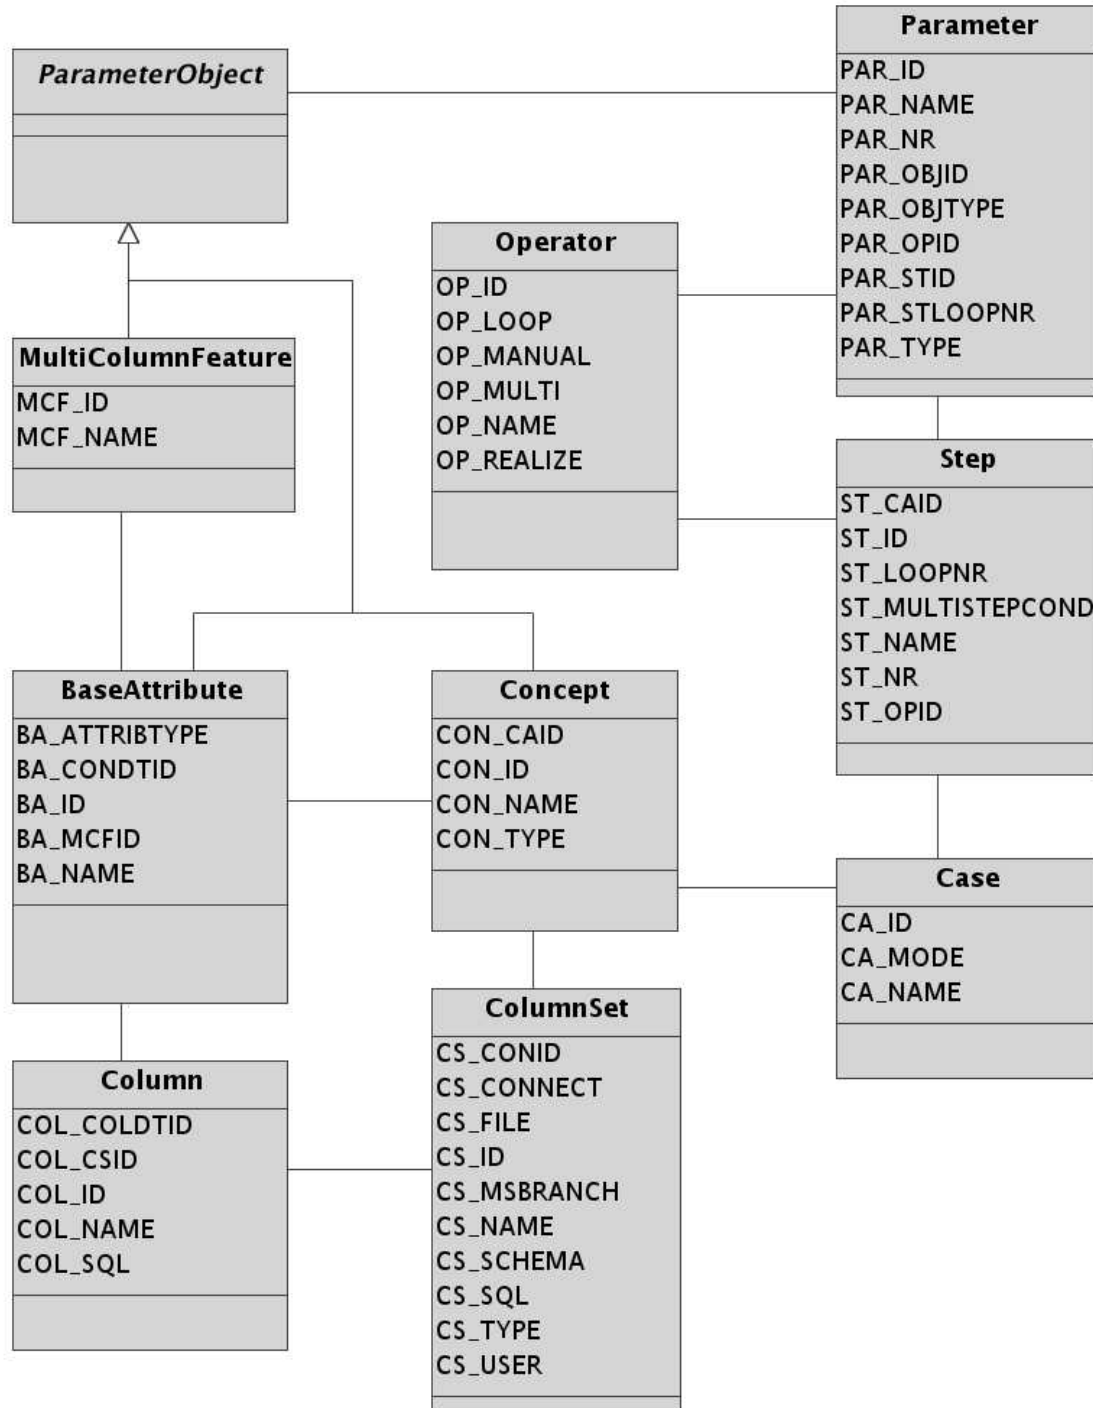 ParameterObject
Parameter
PAR_ID
PAR_NAME
PAR_NR
PAR_OBJID
PAR_OBJTYPE
PAR_OPID
PAR_STID
PAR_STLOOPNR
PAR_TYPE
Operator
OP_ID
OP_LOOP
OP_MANUAL
OP_MULTI
OP_NAME
OP_REALIZE
MultiColumnFeature
MCF_ID
MCF_NAME
Step
ST_CAID
ST_ID
ST_LOOPNR
ST_MULTISTEPCOND
ST_NAME
ST_NR
ST_OPID
BaseAttribute
BA_ATTRIBTYPE
BA_CONDTID
BA_ID
BA_MCFID
BA_NAME
Concept
CON_CAID
CON_ID
CON_NAME
CON_TYPE
Case
CA_ID
CA_MODE
CA_NAME
Column
COL_COLDTID
COL_CSID
COL_ID
COL_NAME
COL_SQL
ColumnSet
CS_CONID
CS_CONNECT
CS_FILE
CS_ID
CS_MSBRANCH
CS_NAME
CS_SCHEMA
CS_SQL
CS_TYPE
CS_USER